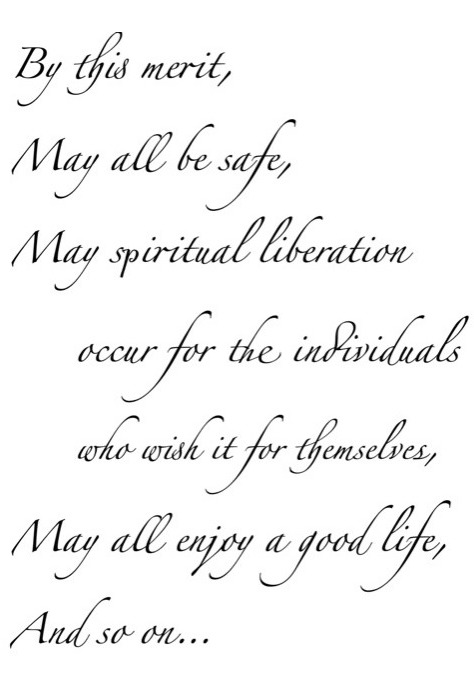 By this merit,
May all be safe,
May spiritual liberation
occur for the individuals
who wish it for themselves,
May all enjoy a good life,
And so on...